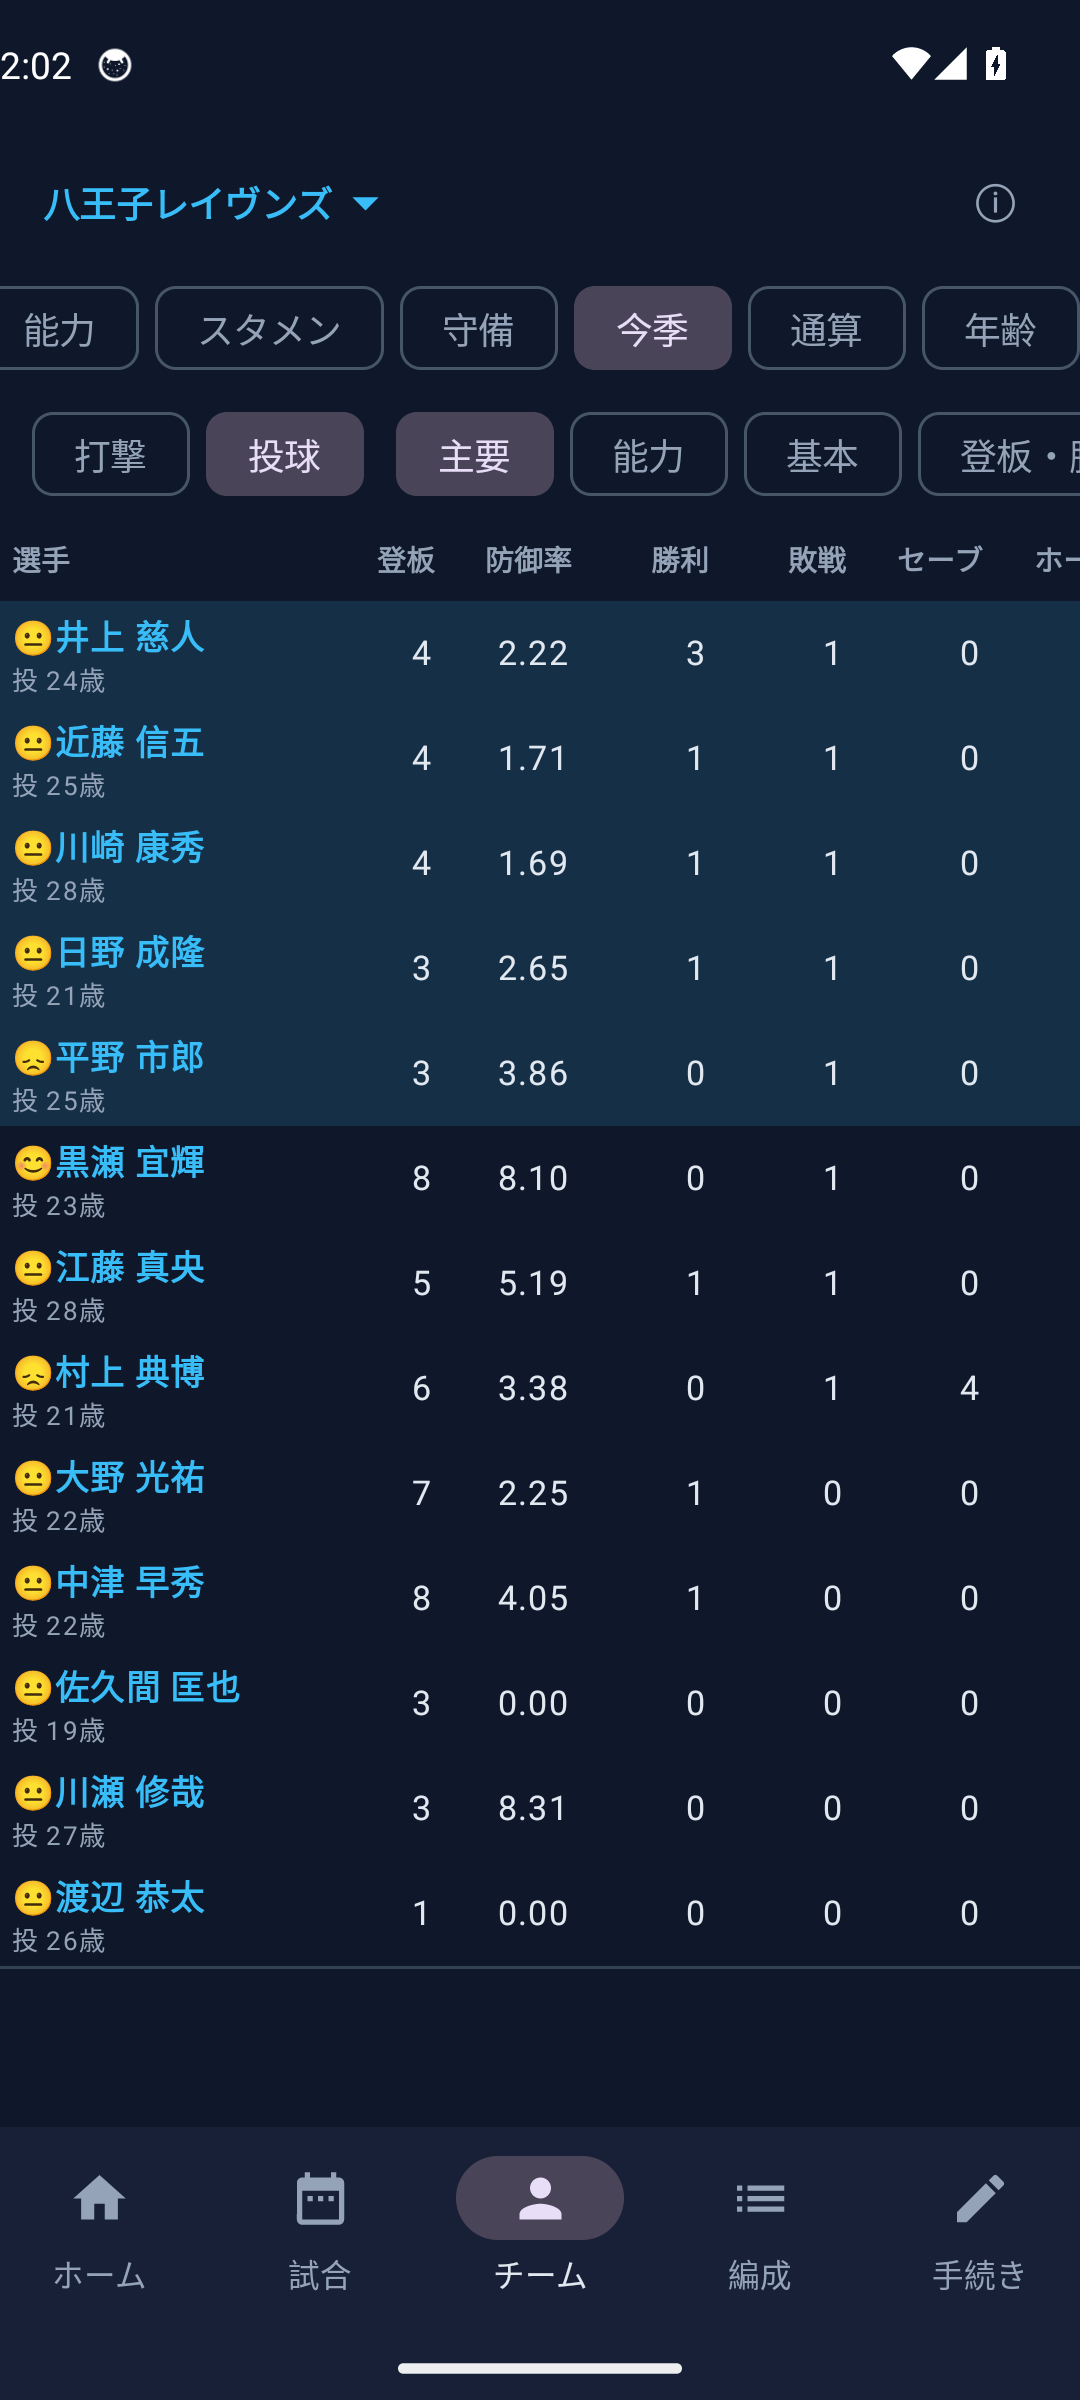 2:02
八王子レイヴンズ
能力 スタメン 守備 今季 通算 年齢
打撃 投球 主要 能力 基本 登板・
選手 登板 防御率 勝利 敗戦 セーブ ホー
井上 慈人 4 2.22 3 1 0
投 24歳
近藤 信五 4 1.71 1 1 0
投 25歳
川崎 康秀 4 1.69 1 1 0
投 28歳
日野 成隆 3 2.65 1 1 0
投 21歳
平野 市郎 3 3.86 0 1 0
投 25歳
黒瀬 宜輝 8 8.10 0 1 0
投 23歳
江藤 真央 5 5.19 1 1 0
投 28歳
村上 典博 6 3.38 0 1 4
投 21歳
大野 光祐 7 2.25 1 0 0
投 22歳
中津 早秀 8 4.05 1 0 0
投 22歳
佐久間 匡也 3 0.00 0 0 0
投 19歳
川瀬 修哉 3 8.31 0 0 0
投 27歳
渡辺 恭太 1 0.00 0 0 0
投 26歳
ホーム 試合 チーム 編成 手続き